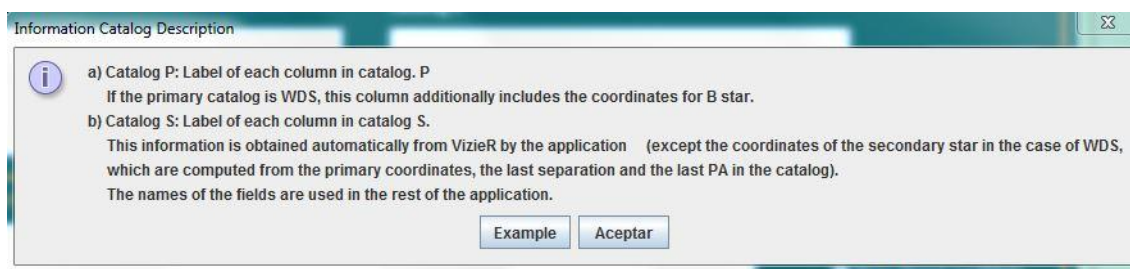 Information Catalog Description
a) Catalog P: Label of each column in catalog. P
If the primary catalog is WDS, this column additionally includes the coordinates for B star.
b) Catalog S: Label of each column in catalog S.
This information is obtained automatically from VizieR by the application (except the coordinates of the secondary star in the case of WDS,
which are computed from the primary coordinates, the last separation and the last PA in the catalog).
The names of the fields are used in the rest of the application.
Example Aceptar